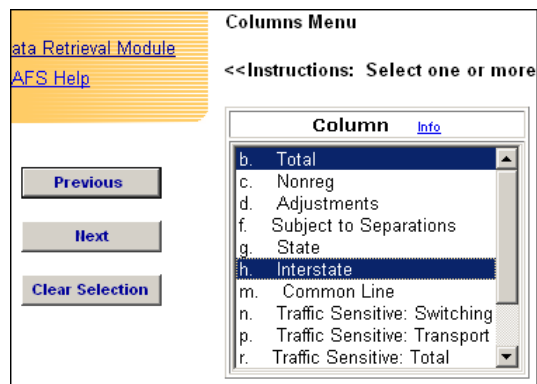 Columns Menu
ata Retrieval Module
AFS Help
<<Instructions: Select one or more
Column Info
b. Total
c. Nonreg
d. Adjustments
f. Subject to Separations
g. State
h. Interstate
m. Common Line
n. Traffic Sensitive: Switching
p. Traffic Sensitive: Transport
r. Traffic Sensitive: Total
Previous
Next
Clear Selection